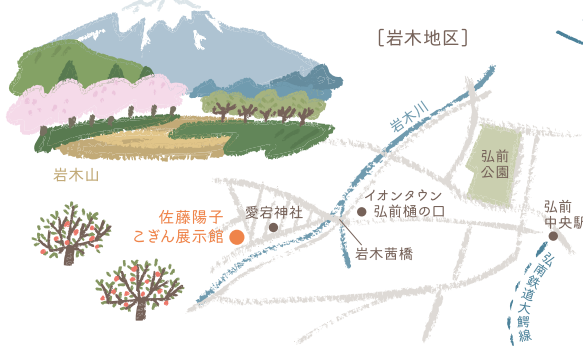 [岩木地区]
岩木川
弘前
公園
岩木山
イオンタウン
弘前樋の口
佐藤陽子
こぎん展示館
愛宕神社
弘前
中央駅
岩木茜橋
弘南鉄道大鰐線